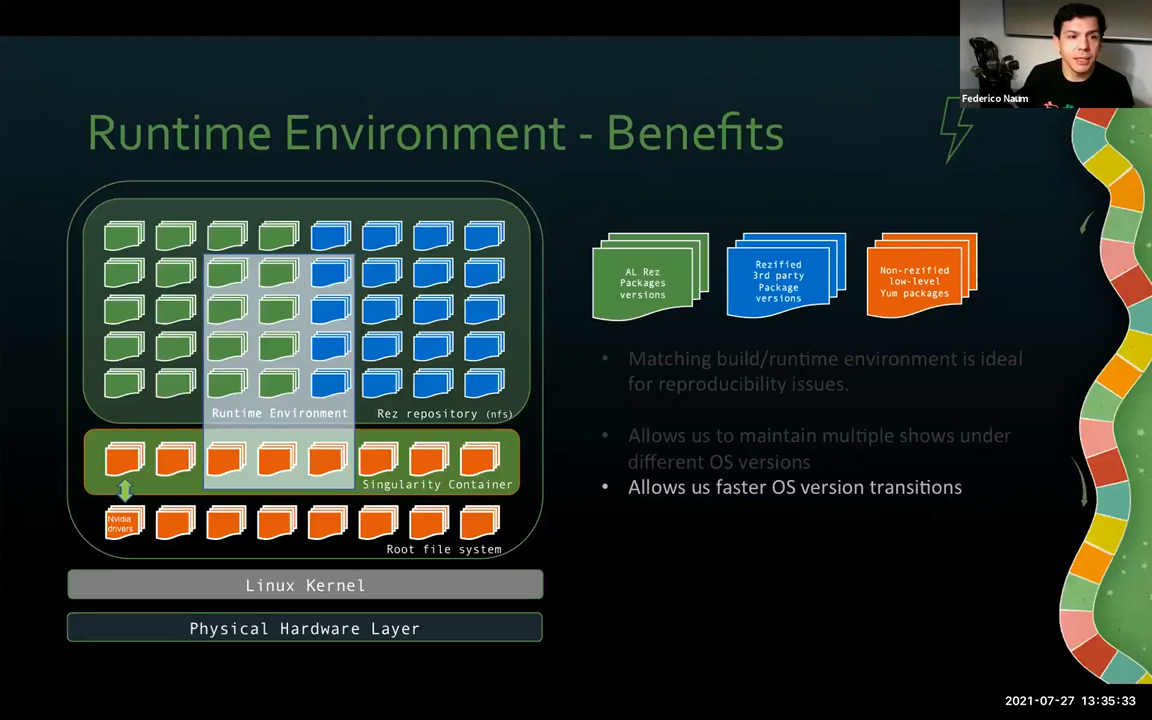 Federico Naum
Runtime Environment - Benefits
AL Rez
Packages
versions
Rezified
3rd party
Package
versions
Non-rezified
low-level
Yum packages
Runtime Environment
Rez repository (nfs)
Singularity Container
Nvidia
drivers
Root file system
Linux Kernel
Physical Hardware Layer
• Matching build/runtime environment is ideal
for reproducibility issues.
• Allows us to maintain multiple shows under
different OS versions
• Allows us faster OS version transitions
2021-07-27 13:35:33